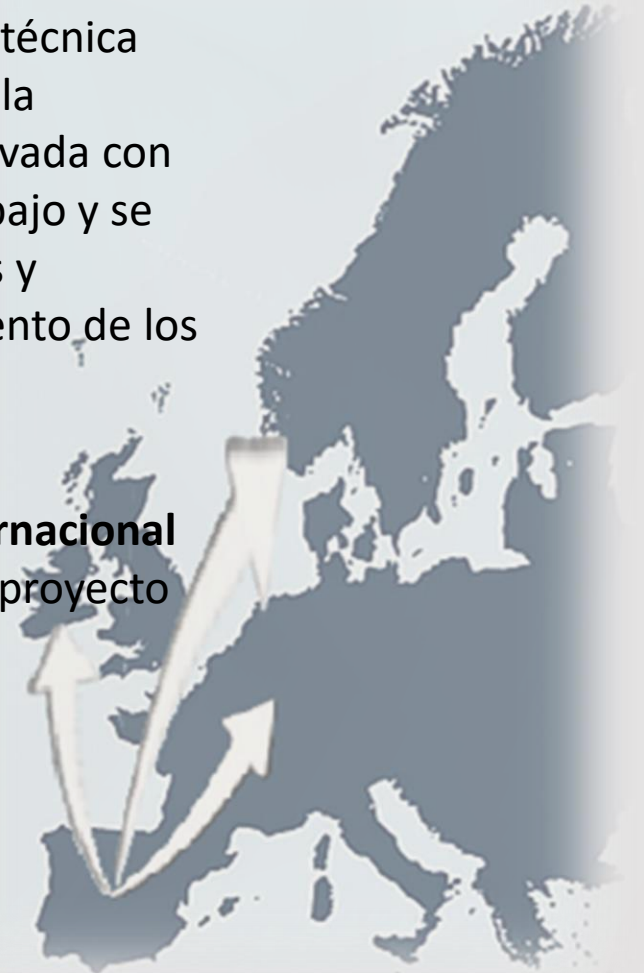 técnica
la
vada con
bajo y se
s y
ento de los
rnacional
proyecto